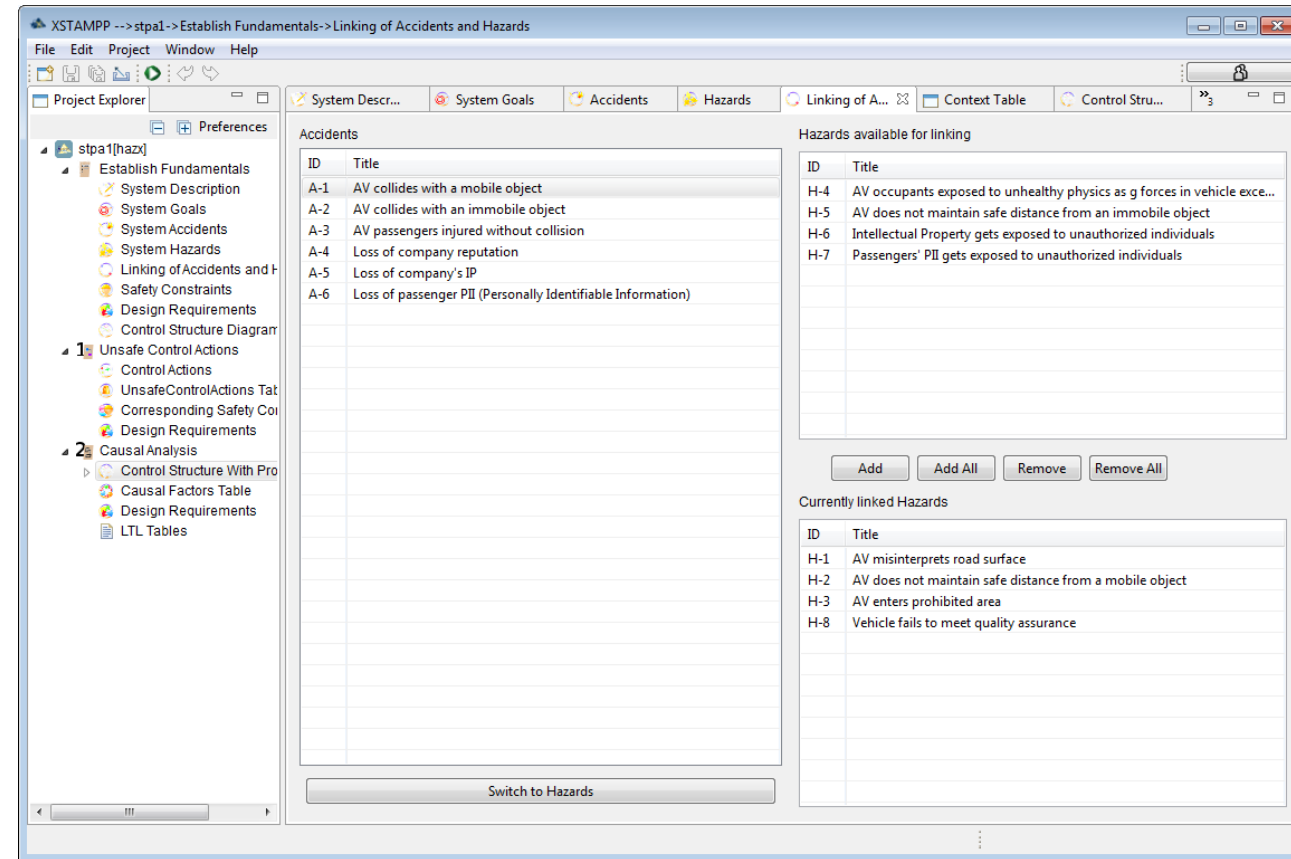 XSTAMPP -->stpa1->Establish Fundamentals->Linking of Accidents and Hazards
File Edit Project Window Help
Project Explorer
System Descr... System Goals Accidents Hazards Linking of A... Context Table Control Stru... »3
Preferences
stpa1[hazx]
Establish Fundamentals
System Description
System Goals
System Accidents
System Hazards
Linking of Accidents and H
Safety Constraints
Design Requirements
Control Structure Diagram
1 Unsafe Control Actions
Control Actions
UnsafeControlActions Tab
Corresponding Safety Con
Design Requirements
2 Causal Analysis
Control Structure With Pro
Causal Factors Table
Design Requirements
LTL Tables
Accidents
ID Title
A-1 AV collides with a mobile object
A-2 AV collides with an immobile object
A-3 AV passengers injured without collision
A-4 Loss of company reputation
A-5 Loss of company's IP
A-6 Loss of passenger PII (Personally Identifiable Information)
Switch to Hazards
Hazards available for linking
ID Title
H-4 AV occupants exposed to unhealthy physics as g forces in vehicle exce...
H-5 AV does not maintain safe distance from an immobile object
H-6 Intellectual Property gets exposed to unauthorized individuals
H-7 Passengers' PII gets exposed to unauthorized individuals
Add Add All Remove Remove All
Currently linked Hazards
ID Title
H-1 AV misinterprets road surface
H-2 AV does not maintain safe distance from a mobile object
H-3 AV enters prohibited area
H-8 Vehicle fails to meet quality assurance